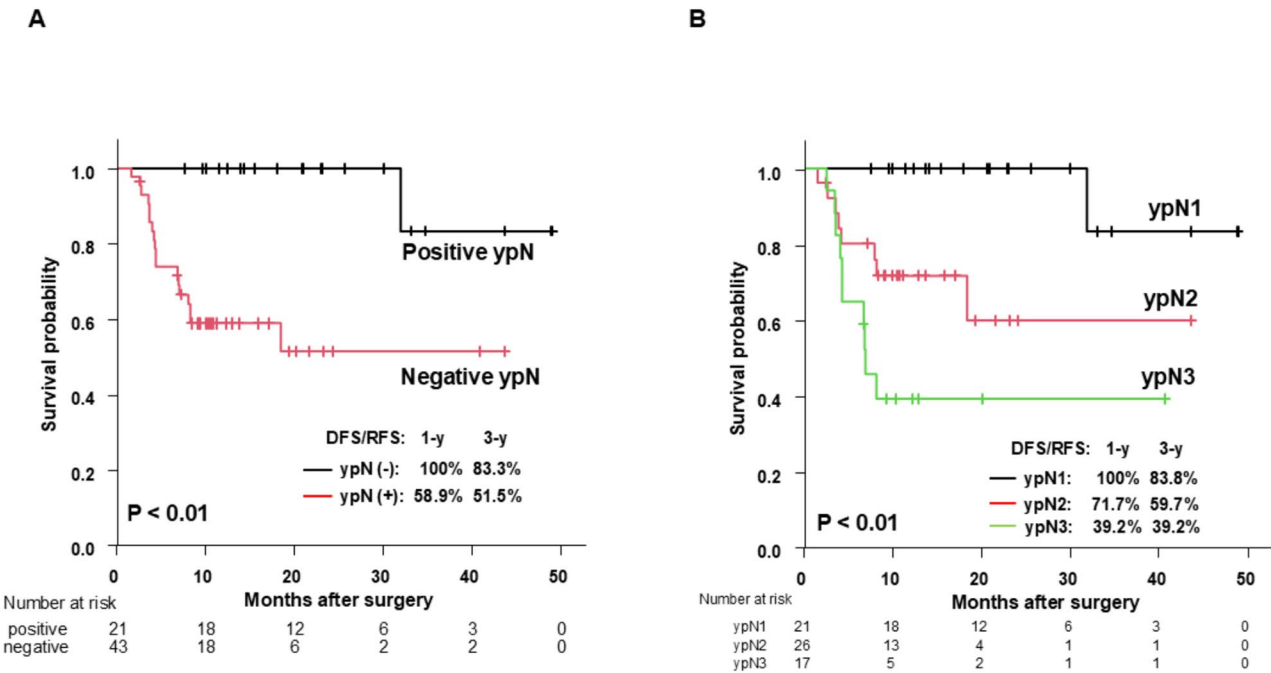 A
Survival probability
1.0
0.8
0.6
0.4
0.2
0.0
Positive ypN
Negative ypN
DFS/RFS: 1-y 3-y
ypN (-): 100% 83.3%
ypN (+): 58.9% 51.5%
P < 0.01
0 10 20 30 40 50
Months after surgery
Number at risk
positive 21 18 12 6 3 0
negative 43 18 6 2 2 0
B
Survival probability
1.0
0.8
0.6
0.4
0.2
0.0
ypN1
ypN2
ypN3
DFS/RFS: 1-y 3-y
ypN1: 100% 83.8%
ypN2: 71.7% 59.7%
ypN3: 39.2% 39.2%
P < 0.01
0 10 20 30 40 50
Months after surgery
Number at risk
ypN1 21 18 12 6 3 0
ypN2 26 13 4 1 1 0
ypN3 17 5 2 1 1 0